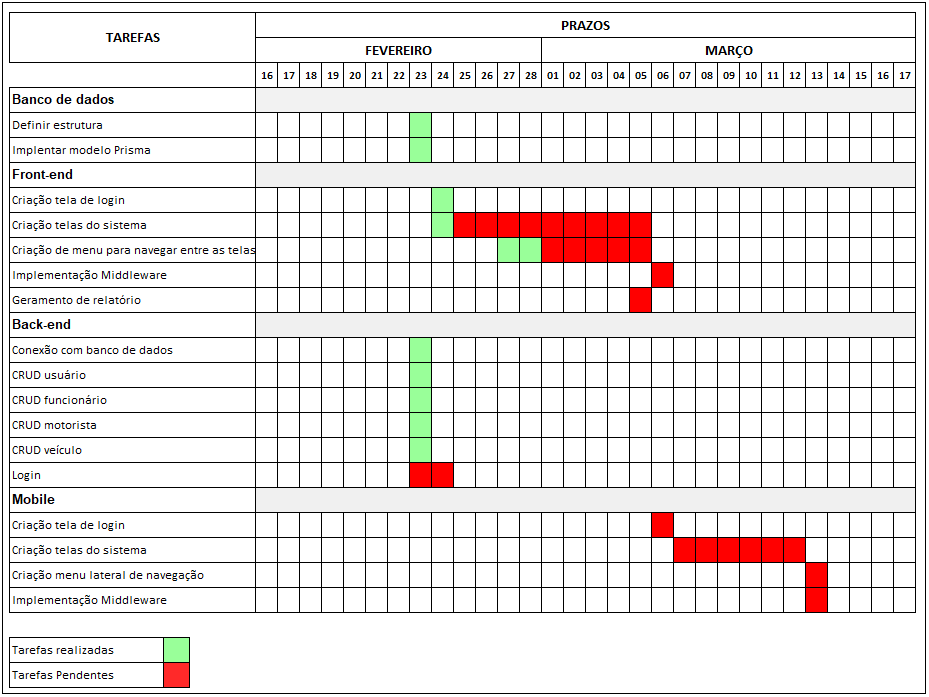 TAREFAS
PRAZOS
FEVEREIRO MARÇO
16 17 18 19 20 21 22 23 24 25 26 27 28 01 02 03 04 05 06 07 08 09 10 11 12 13 14 15 16 17
Banco de dados
Definir estrutura
Implentar modelo Prisma
Front-end
Criação tela de login
Criação telas do sistema
Criação de menu para navegar entre as telas
Implementação Middleware
Geramento de relatório
Back-end
Conexão com banco de dados
CRUD usuário
CRUD funcionário
CRUD motorista
CRUD veículo
Login
Mobile
Criação tela de login
Criação telas do sistema
Criação menu lateral de navegação
Implementação Middleware
Tarefas realizadas
Tarefas Pendentes